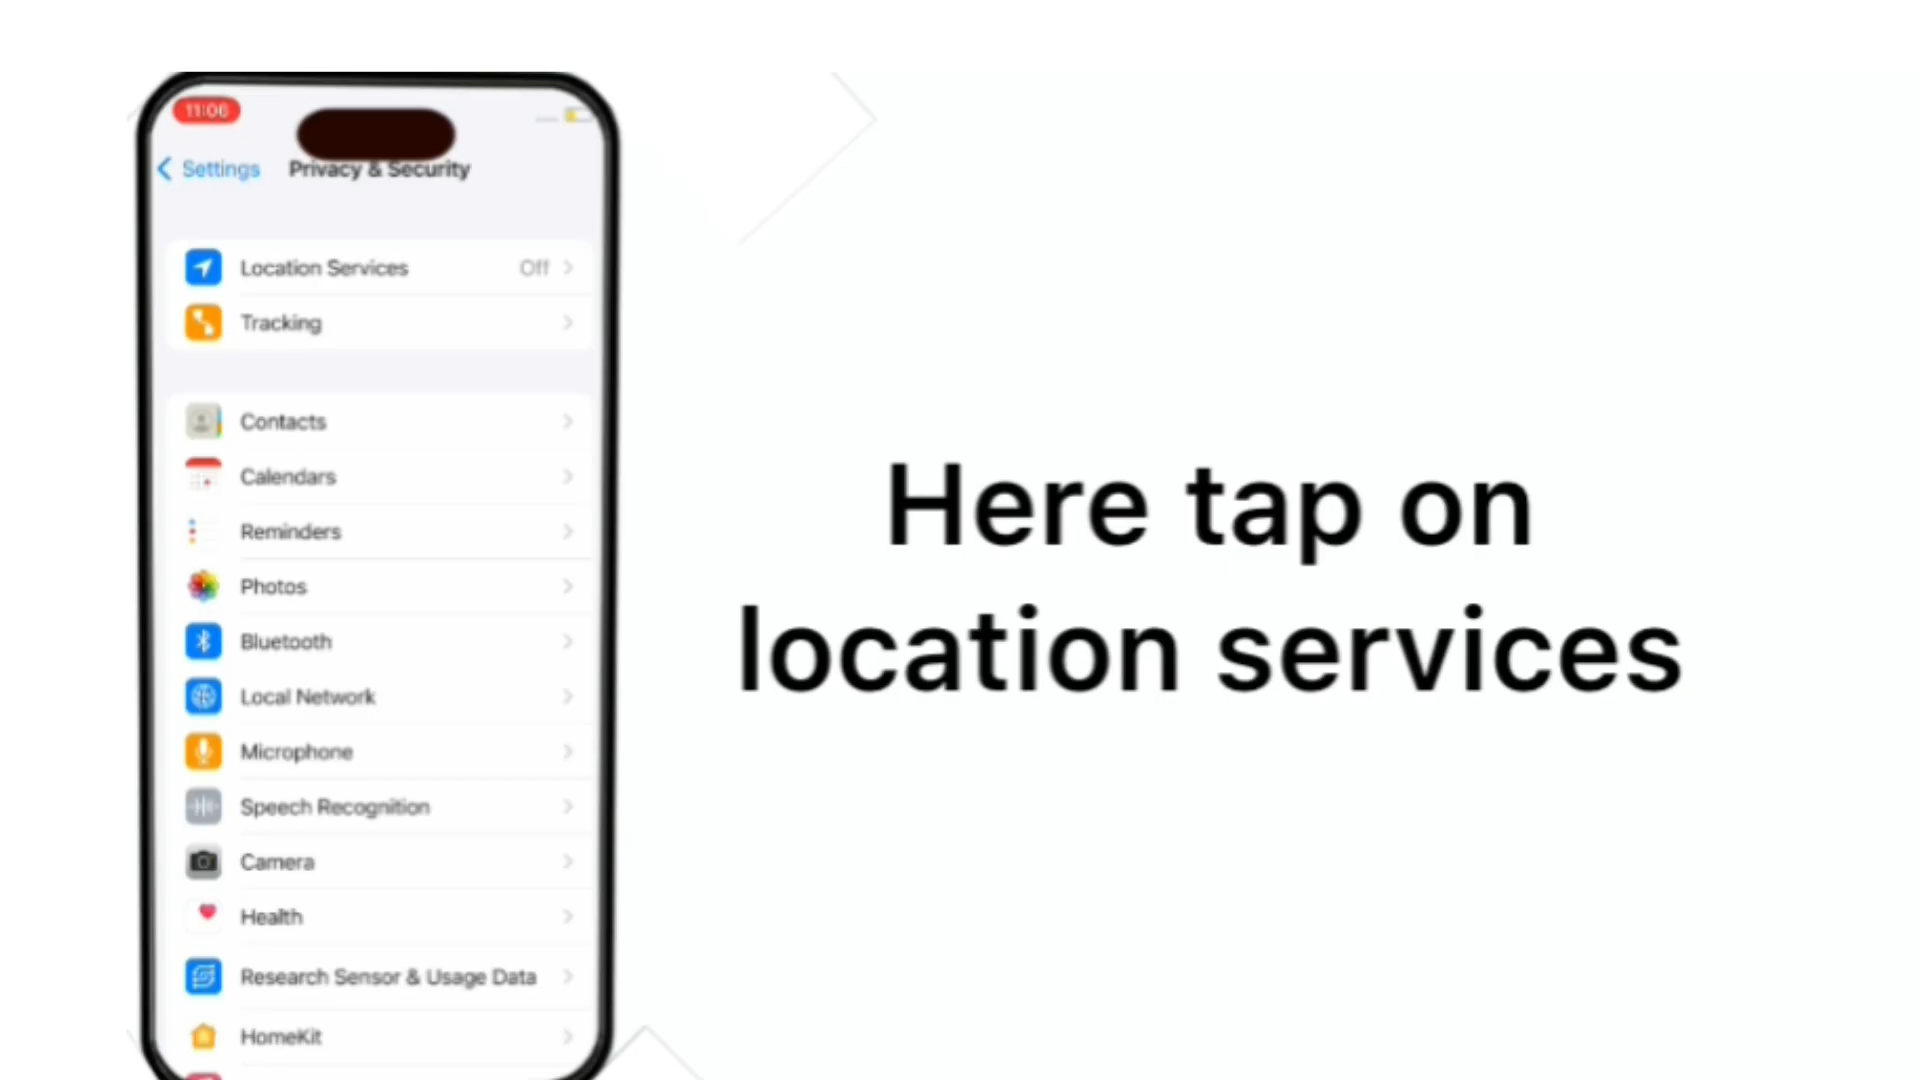 11:06
Settings
Privacy & Security
Location Services Off
Tracking
Contacts
Calendars
Reminders
Photos
Bluetooth
Local Network
Microphone
Speech Recognition
Camera
Health
Research Sensor & Usage Data
HomeKit
Here tap on
location services